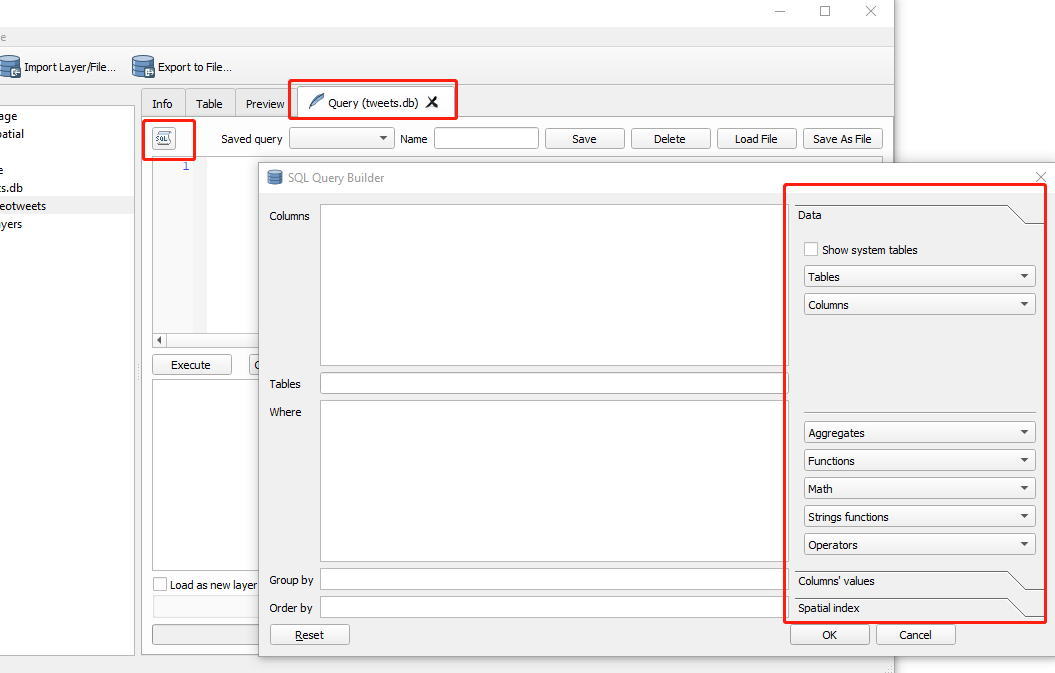 e
Import Layer/File...   Export to File...
age
patial
e
ts.db
eotweets
yers
Info   Table   Preview   Query (tweets.db)
SQL   Saved query   Name   Save   Delete   Load File   Save As File
1
Execute
Load as new layer
SQL Query Builder
Columns
Tables
Where
Group by
Order by
Reset
Data
Show system tables
Tables
Columns
Aggregates
Functions
Math
Strings functions
Operators
Columns' values
Spatial index
OK   Cancel